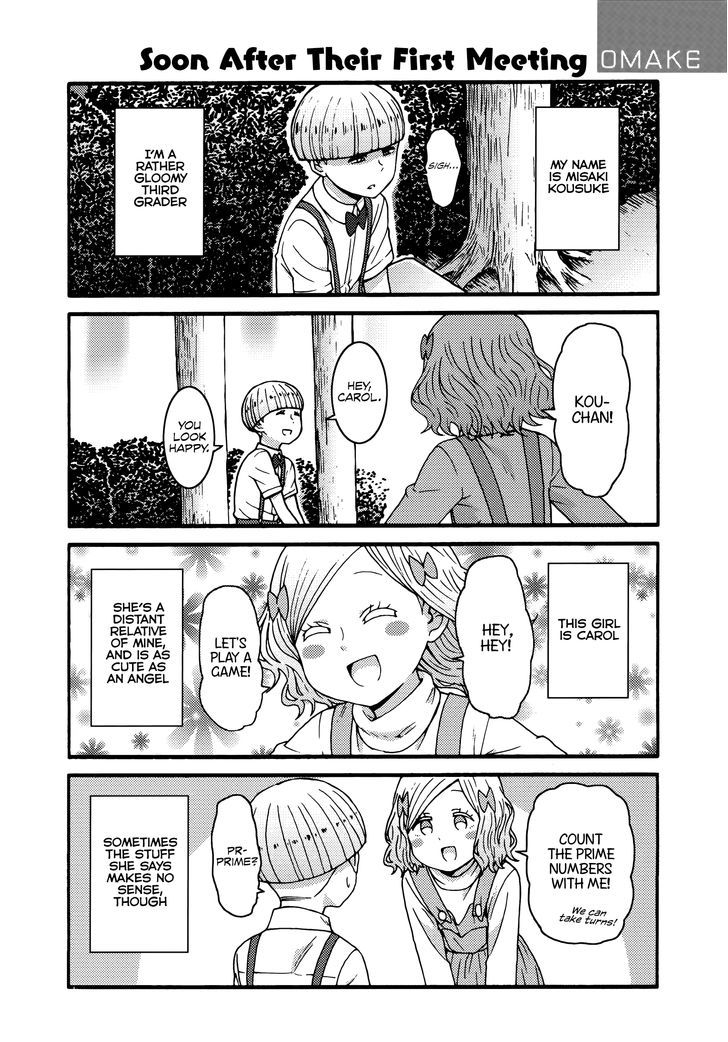 Soon After Their First Meeting
OMAKE
MY NAME
IS MISAKI
KOUSUKE
SIGH...
I'M A
RATHER
GLOOMY
THIRD
GRADER
KOU-
CHAN!
HEY,
CAROL.
YOU
LOOK
HAPPY.
THIS GIRL
IS CAROL
HEY,
HEY!
LET'S
PLAY A
GAME!
SHE'S A
DISTANT
RELATIVE
OF MINE,
AND IS AS
CUTE AS
AN ANGEL
COUNT
THE PRIME
NUMBERS
WITH ME!
We can
take turns!
PR-
PRIME?
SOMETIMES
THE STUFF
SHE SAYS
MAKES NO
SENSE,
THOUGH